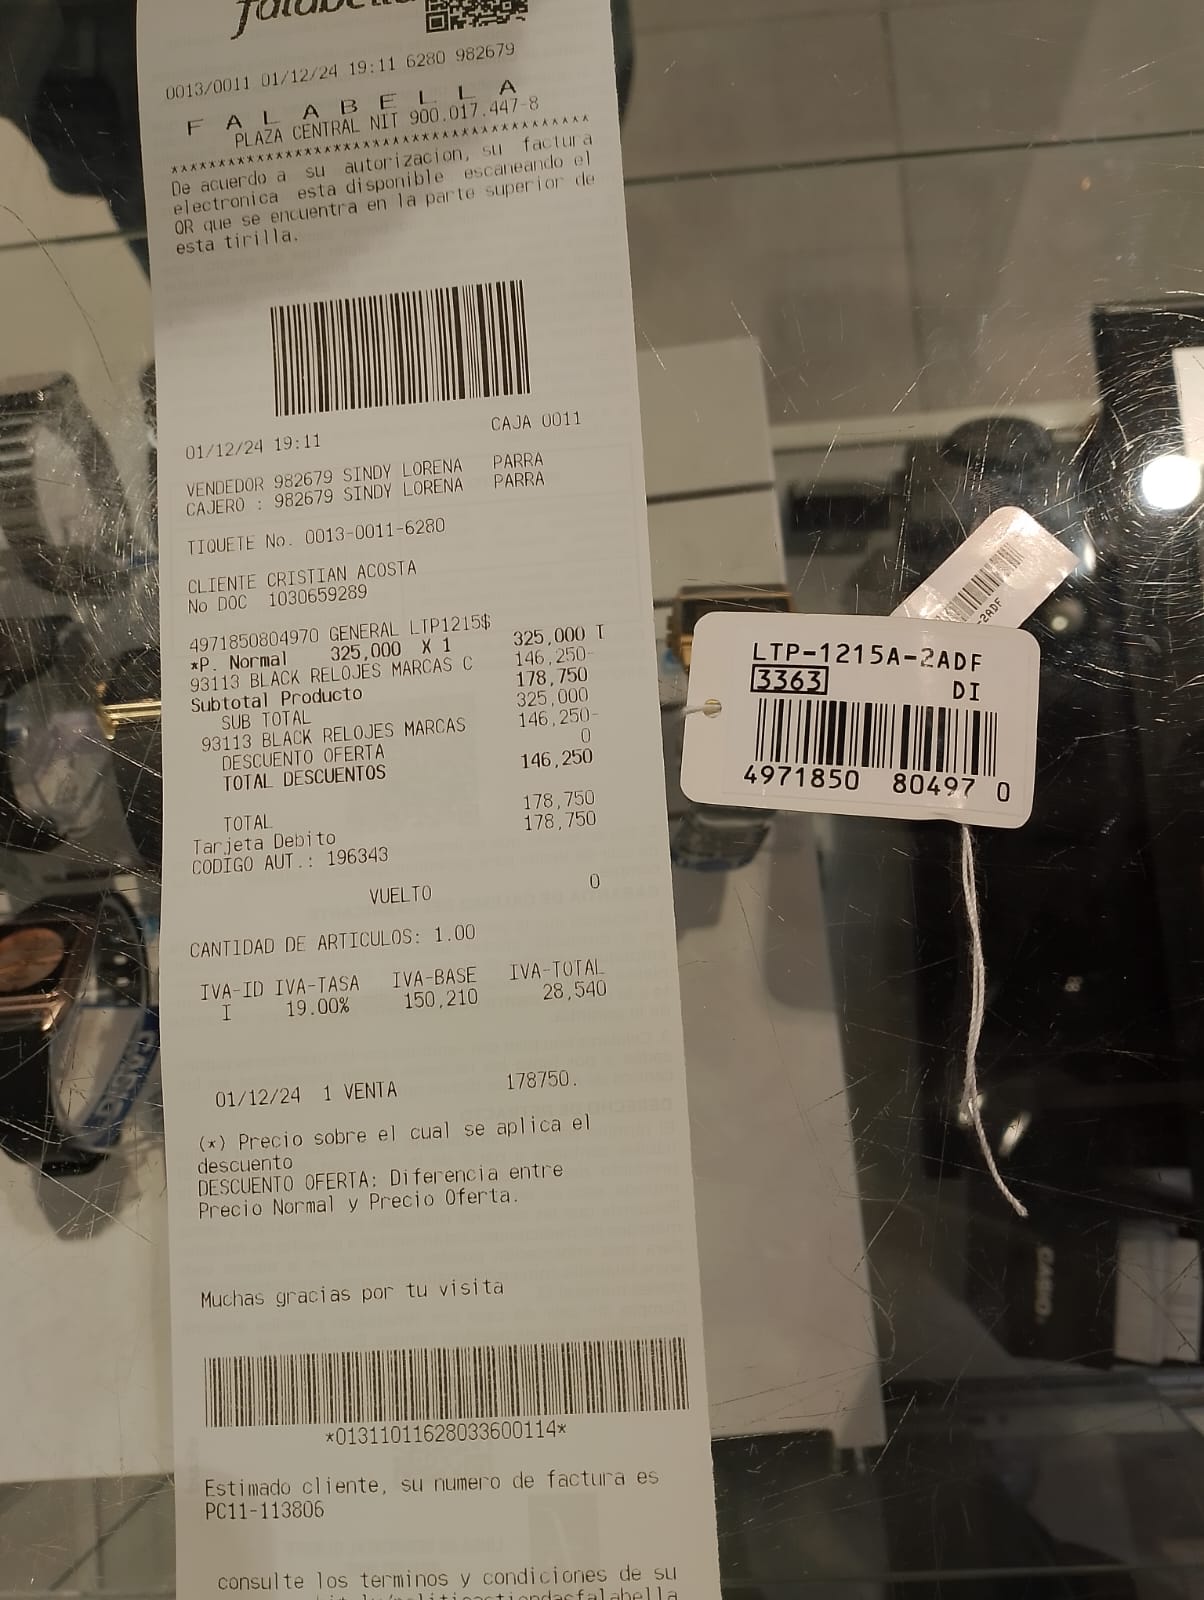 falabella
0013/0011 01/12/24 19:11 6280 982679
F A L A B E L L A
PLAZA CENTRAL NIT 900.017.447-8
****************************************
De acuerdo a su autorizacion, su factura
electronica esta disponible escaneando el
QR que se encuentra en la parte superior de
esta tirilla.
01/12/24 19:11 CAJA 0011
VENDEDOR 982679 SINDY LORENA PARRA
CAJERO : 982679 SINDY LORENA PARRA
TIQUETE No. 0013-0011-6280
CLIENTE CRISTIAN ACOSTA
No DOC 1030659289
4971850804970 GENERAL LTP1215$
*P. Normal 325,000 X 1 325,000 I
93113 BLACK RELOJES MARCAS C 146,250-
Subtotal Producto 178,750
SUB TOTAL 325,000
93113 BLACK RELOJES MARCAS 146,250-
DESCUENTO OFERTA 0
TOTAL DESCUENTOS 146,250
TOTAL 178,750
Tarjeta Debito 178,750
CODIGO AUT.: 196343
VUELTO 0
CANTIDAD DE ARTICULOS: 1.00
IVA-ID IVA-TASA IVA-BASE IVA-TOTAL
I 19.00% 150,210 28,540
01/12/24 1 VENTA 178750.
(*) Precio sobre el cual se aplica el
descuento
DESCUENTO OFERTA: Diferencia entre
Precio Normal y Precio Oferta.
Muchas gracias por tu visita
*01311011628033600114*
Estimado cliente, su numero de factura es
PC11-113806
consulte los terminos y condiciones de su
LTP-1215A-2ADF
3363 DI
4971850 80497 0
-2ADF
CASIO
CASIO